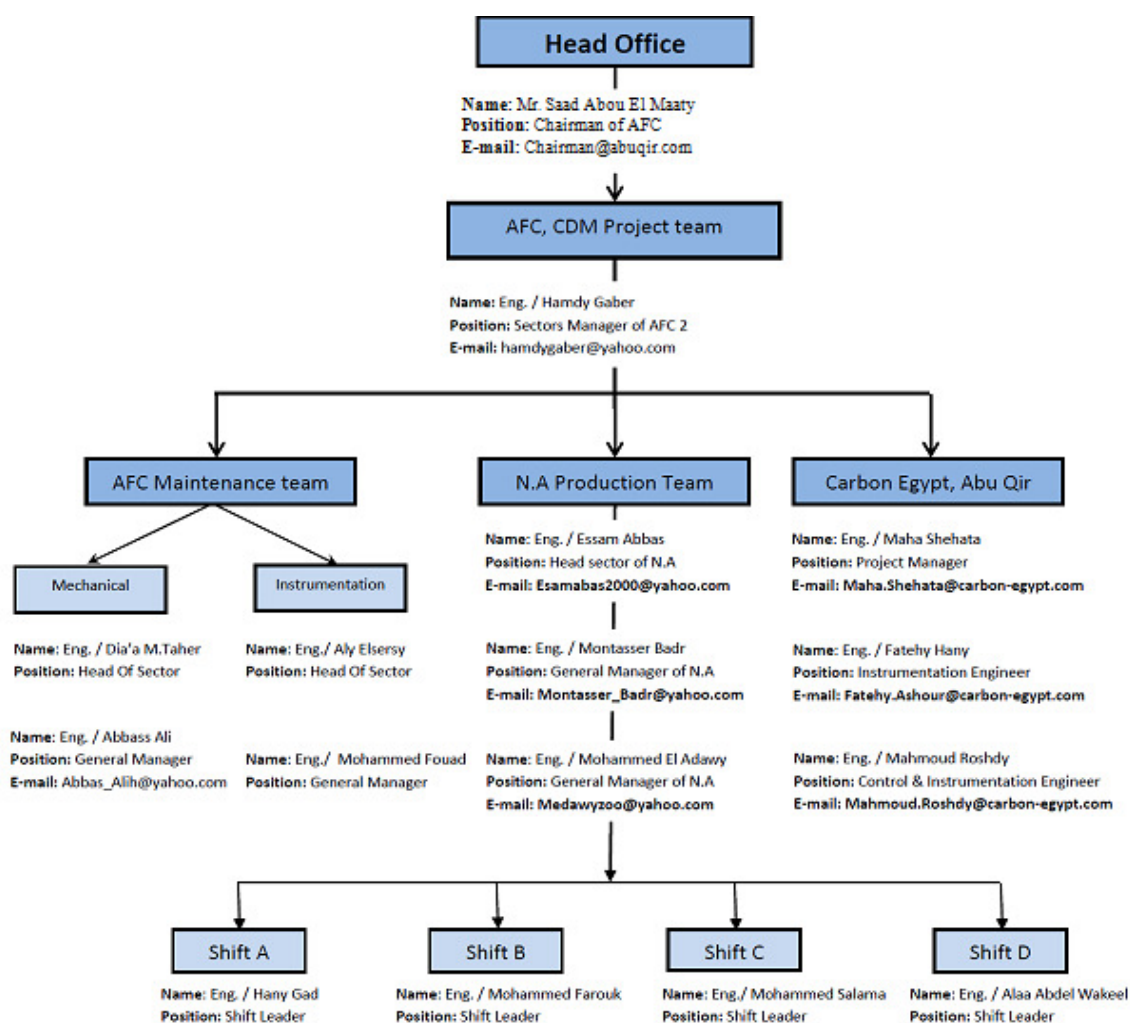 Head Office
Name: Mr. Saad Abou El Maaty
Position: Chairman of AFC
E-mail: Chairman@abuqir.com
AFC, CDM Project team
Name: Eng. / Hamdy Gaber
Position: Sectors Manager of AFC 2
E-mail: hamdygaber@yahoo.com
AFC Maintenance team
Mechanical
Instrumentation
Name: Eng. / Dia'a M.Taher
Position: Head Of Sector
Name: Eng./ Aly Elsersy
Position: Head Of Sector
Name: Eng. / Abbass Ali
Position: General Manager
E-mail: Abbas_Alih@yahoo.com
Name: Eng./ Mohammed Fouad
Position: General Manager
N.A Production Team
Name: Eng. / Essam Abbas
Position: Head sector of N.A
E-mail: Esamabas2000@yahoo.com
Name: Eng. / Montasser Badr
Position: General Manager of N.A
E-mail: Montasser_Badr@yahoo.com
Name: Eng. / Mohammed El Adawy
Position: General Manager of N.A
E-mail: Medawyzoo@yahoo.com
Carbon Egypt, Abu Qir
Name: Eng. / Maha Shehata
Position: Project Manager
E-mail: Maha.Shehata@carbon-egypt.com
Name: Eng. / Fatehy Hany
Position: Instrumentation Engineer
E-mail: Fatehy.Ashour@carbon-egypt.com
Name: Eng. / Mahmoud Roshdy
Position: Control & Instrumentation Engineer
E-mail: Mahmoud.Roshdy@carbon-egypt.com
Shift A
Name: Eng. / Hany Gad
Position: Shift Leader
Shift B
Name: Eng. / Mohammed Farouk
Position: Shift Leader
Shift C
Name: Eng./ Mohammed Salama
Position: Shift Leader
Shift D
Name: Eng. / Alaa Abdel Wakeel
Position: Shift Leader